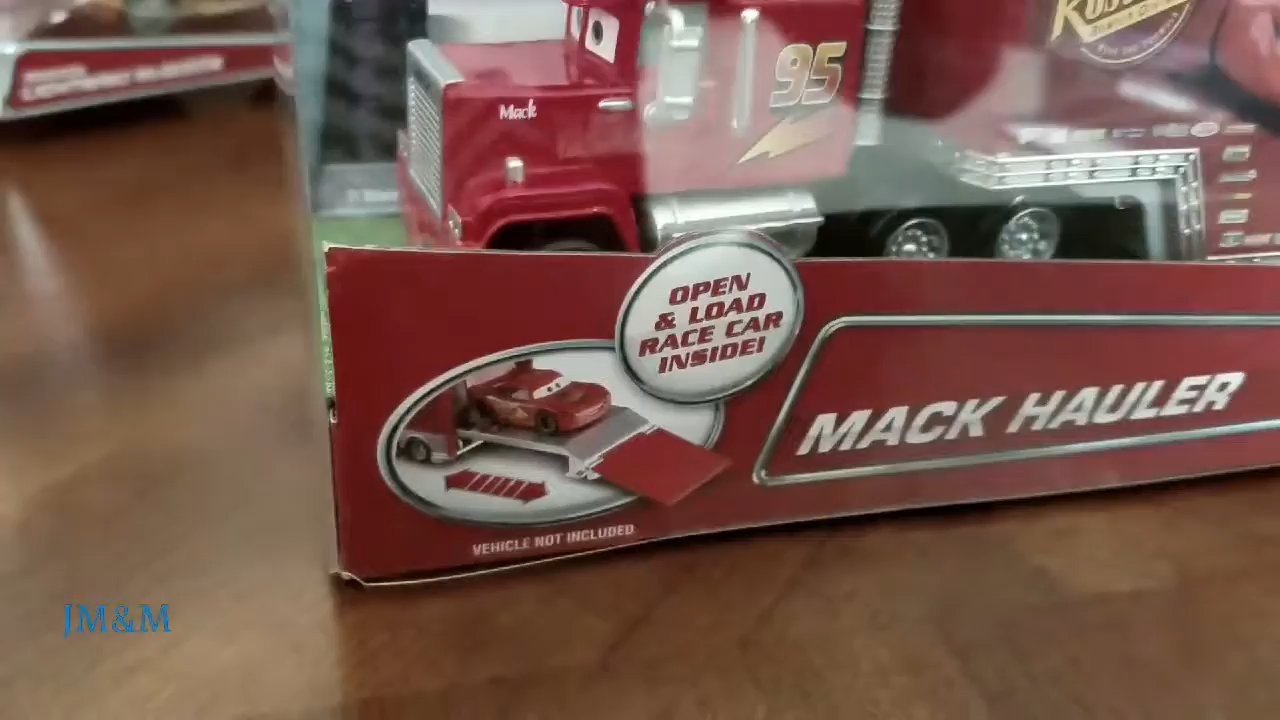 Mack
95
OPEN
& LOAD
RACE CAR
INSIDE!
MACK HAULER
VEHICLE NOT INCLUDED
JM&M